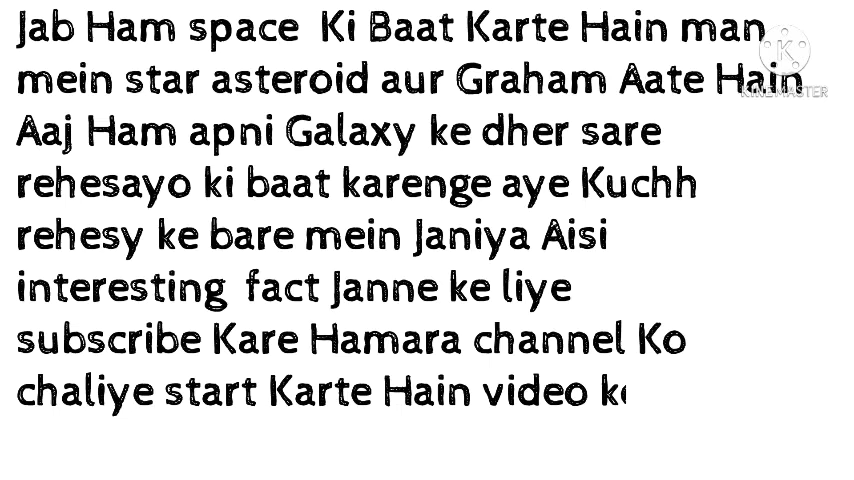 Jab Ham space Ki Baat Karte Hain man
mein star asteroid aur Graham Aate Hain
Aaj Ham apni Galaxy ke dher sare
rehesayo ki baat karenge aye Kuchh
rehesy ke bare mein Janiya Aisi
interesting fact Janne ke liye
subscribe Kare Hamara channel Ko
chaliye start Karte Hain video
K
KINEMASTER